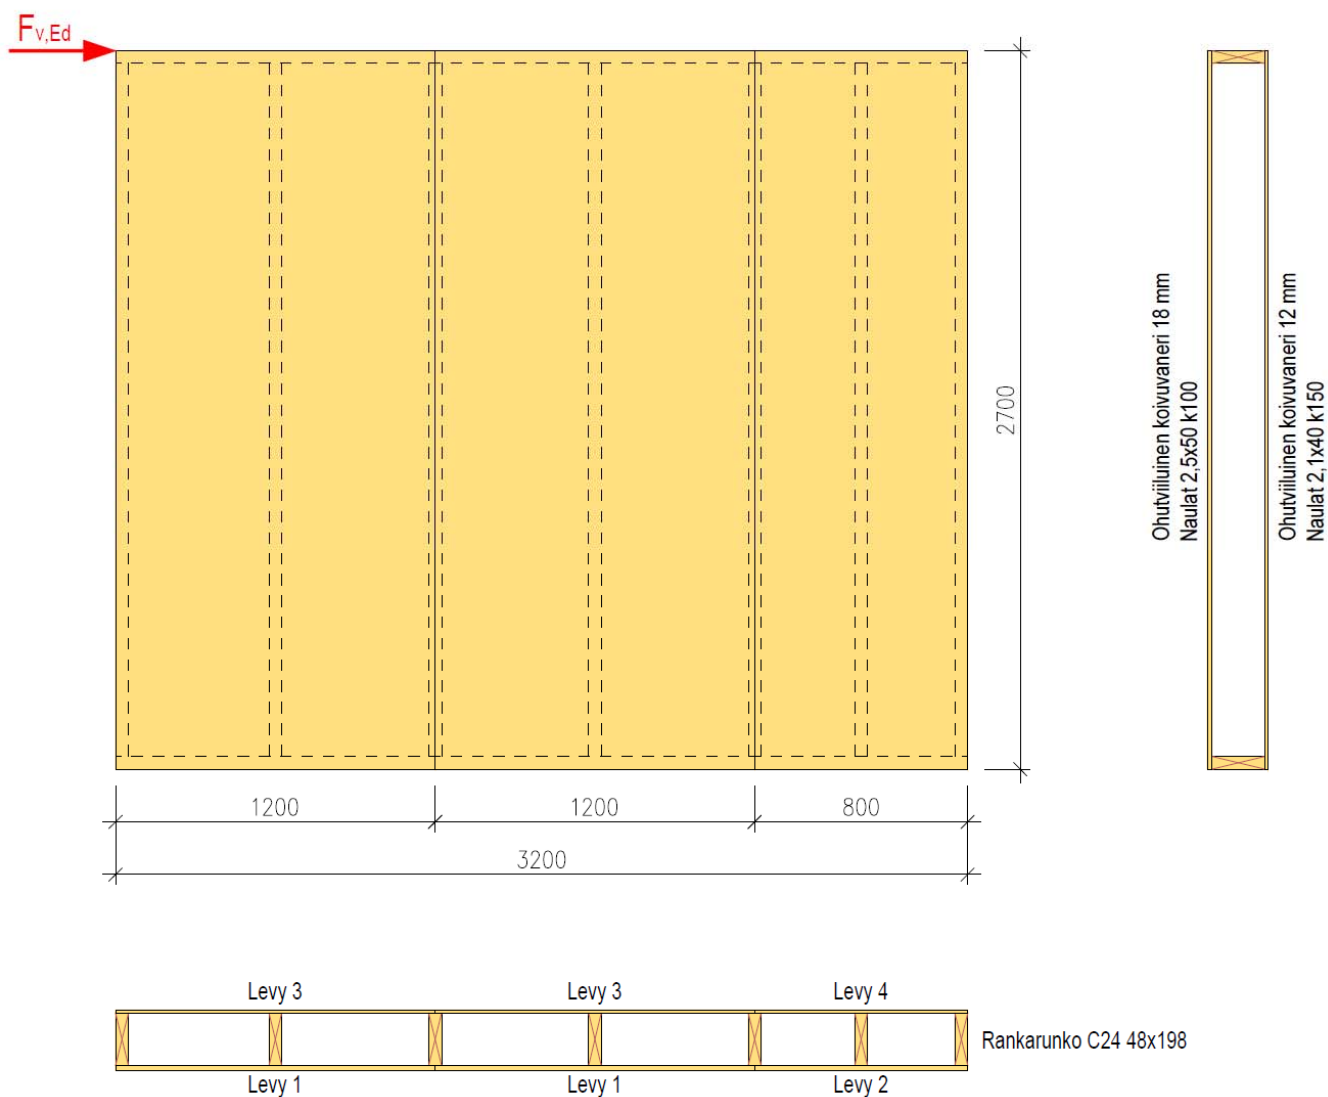 Fv,Ed
2700
Ohutviiluinen koivuvaneri 18 mm
Naulat 2,5x50 k100
Ohutviiluinen koivuvaneri 12 mm
Naulat 2,1x40 k150
1200 1200 800
3200
Levy 3 Levy 3 Levy 4
Rankarunko C24 48x198
Levy 1 Levy 1 Levy 2